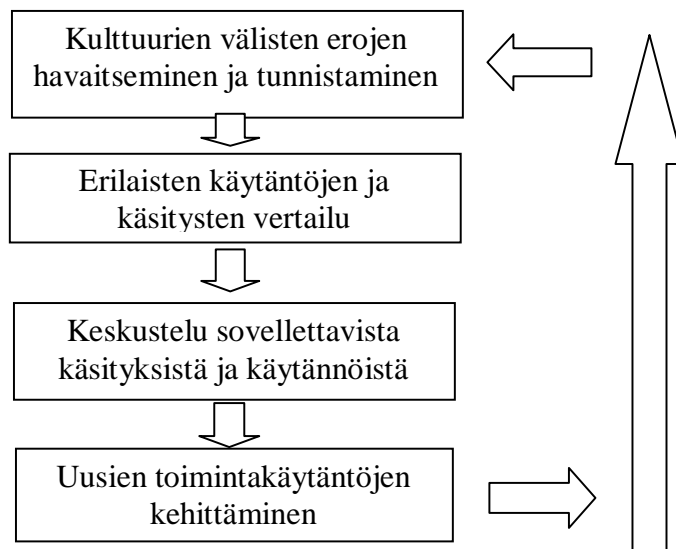 Kulttuurien välisten erojen
havaitseminen ja tunnistaminen
Erilaisten käytäntöjen ja
käsitysten vertailu
Keskustelu sovellettavista
käsityksistä ja käytännöistä
Uusien toimintakäytäntöjen
kehittäminen